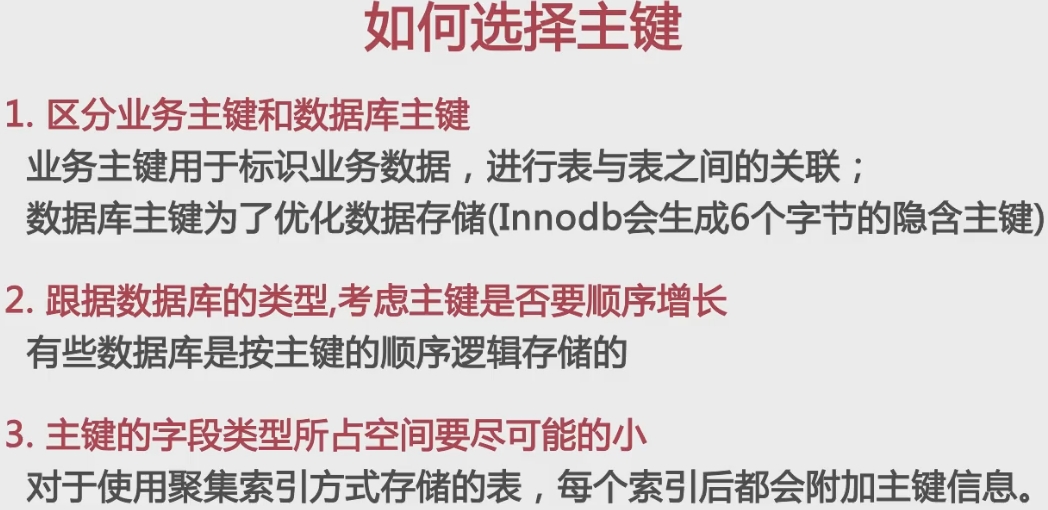 如何选择主键
1. 区分业务主键和数据库主键
业务主键用于标识业务数据，进行表与表之间的关联；
数据库主键为了优化数据存储(Innodb会生成6个字节的隐含主键)
2. 跟据数据库的类型,考虑主键是否要顺序增长
有些数据库是按主键的顺序逻辑存储的
3. 主键的字段类型所占空间要尽可能的小
对于使用聚集索引方式存储的表，每个索引后都会附加主键信息。